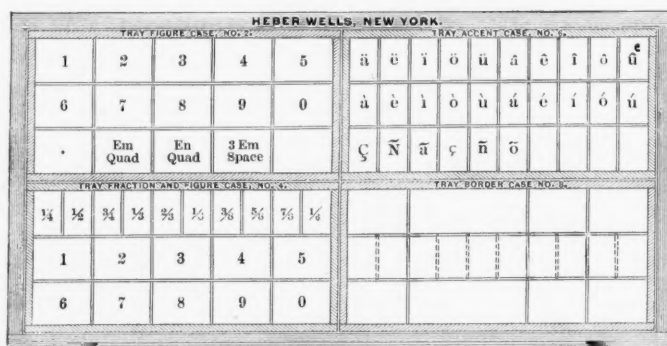 HEBER WELLS, NEW YORK.
TRAY FIGURE CASE, NO. 2.
1 2 3 4 5
6 7 8 9 0
. Em Quad En Quad 3 Em Space
TRAY ACCENT CASE, NO. 6.
ä ë ï ö ü â ê î ô û e
à è ì ò ù á é í ó ú
Ç Ñ ã ç ñ õ
TRAY FRACTION AND FIGURE CASE, NO. 4.
¼ ½ ¾ ⅓ ⅔ ⅛ ⅜ ⅝ ⅞
1 2 3 4 5
6 7 8 9 0
TRAY BORDER CASE NO. 8.